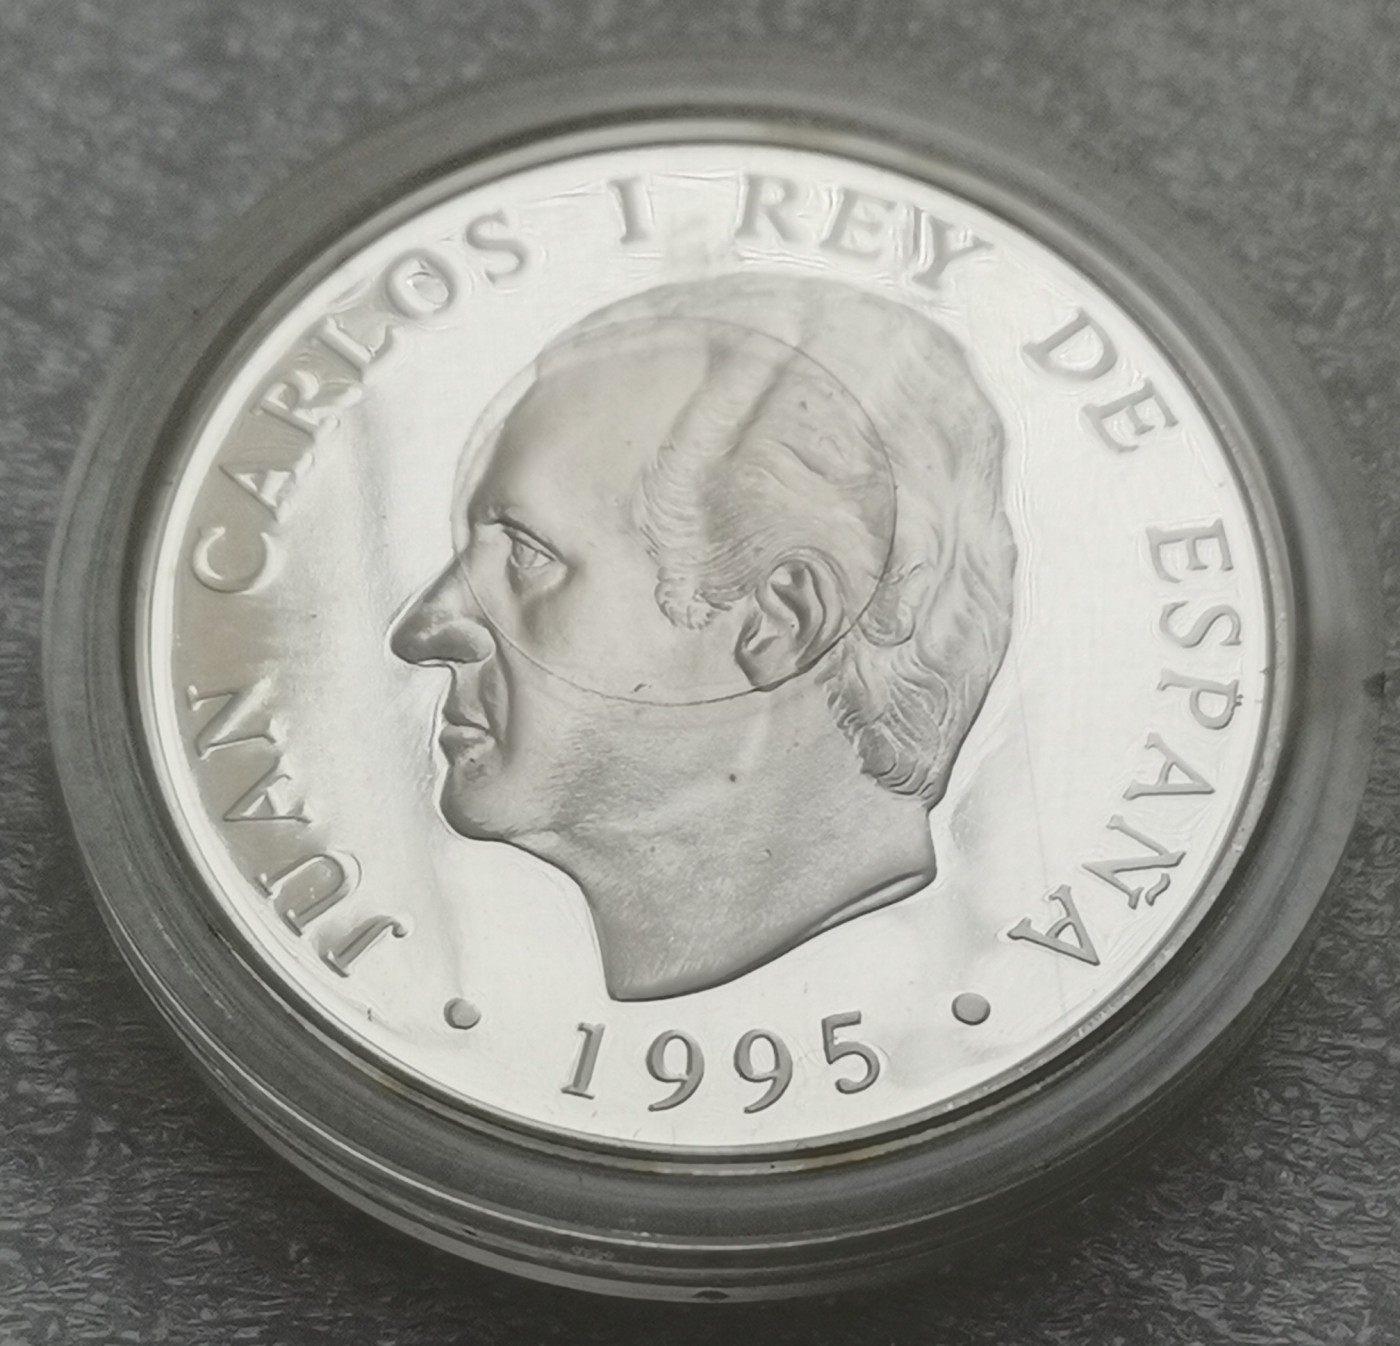 JUAN CARLOS I REY DE ESPAÑA
• 1995 •